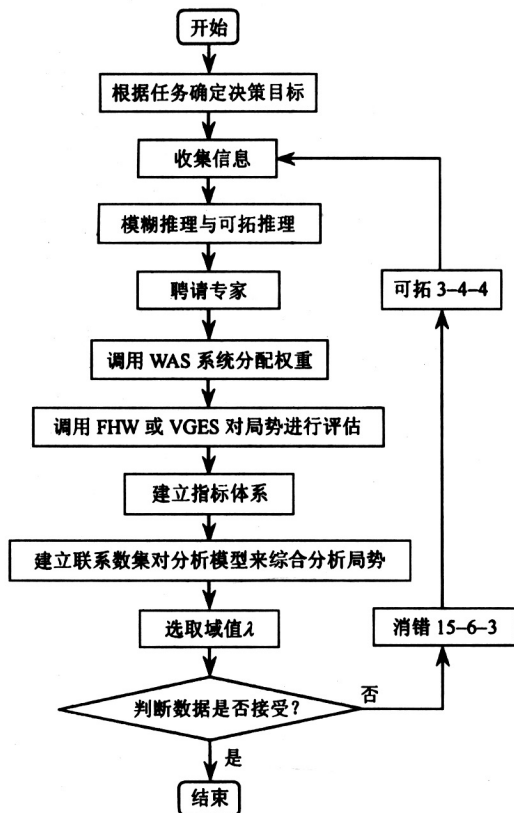 开始
根据任务确定决策目标
收集信息
模糊推理与可拓推理
聘请专家
可拓 3-4-4
调用 WAS 系统分配权重
调用 FHW 或 VGES 对局势进行评估
建立指标体系
建立联系数集对分析模型来综合分析局势
选取域值λ
消错 15-6-3
判断数据是否接受?
否
是
结束